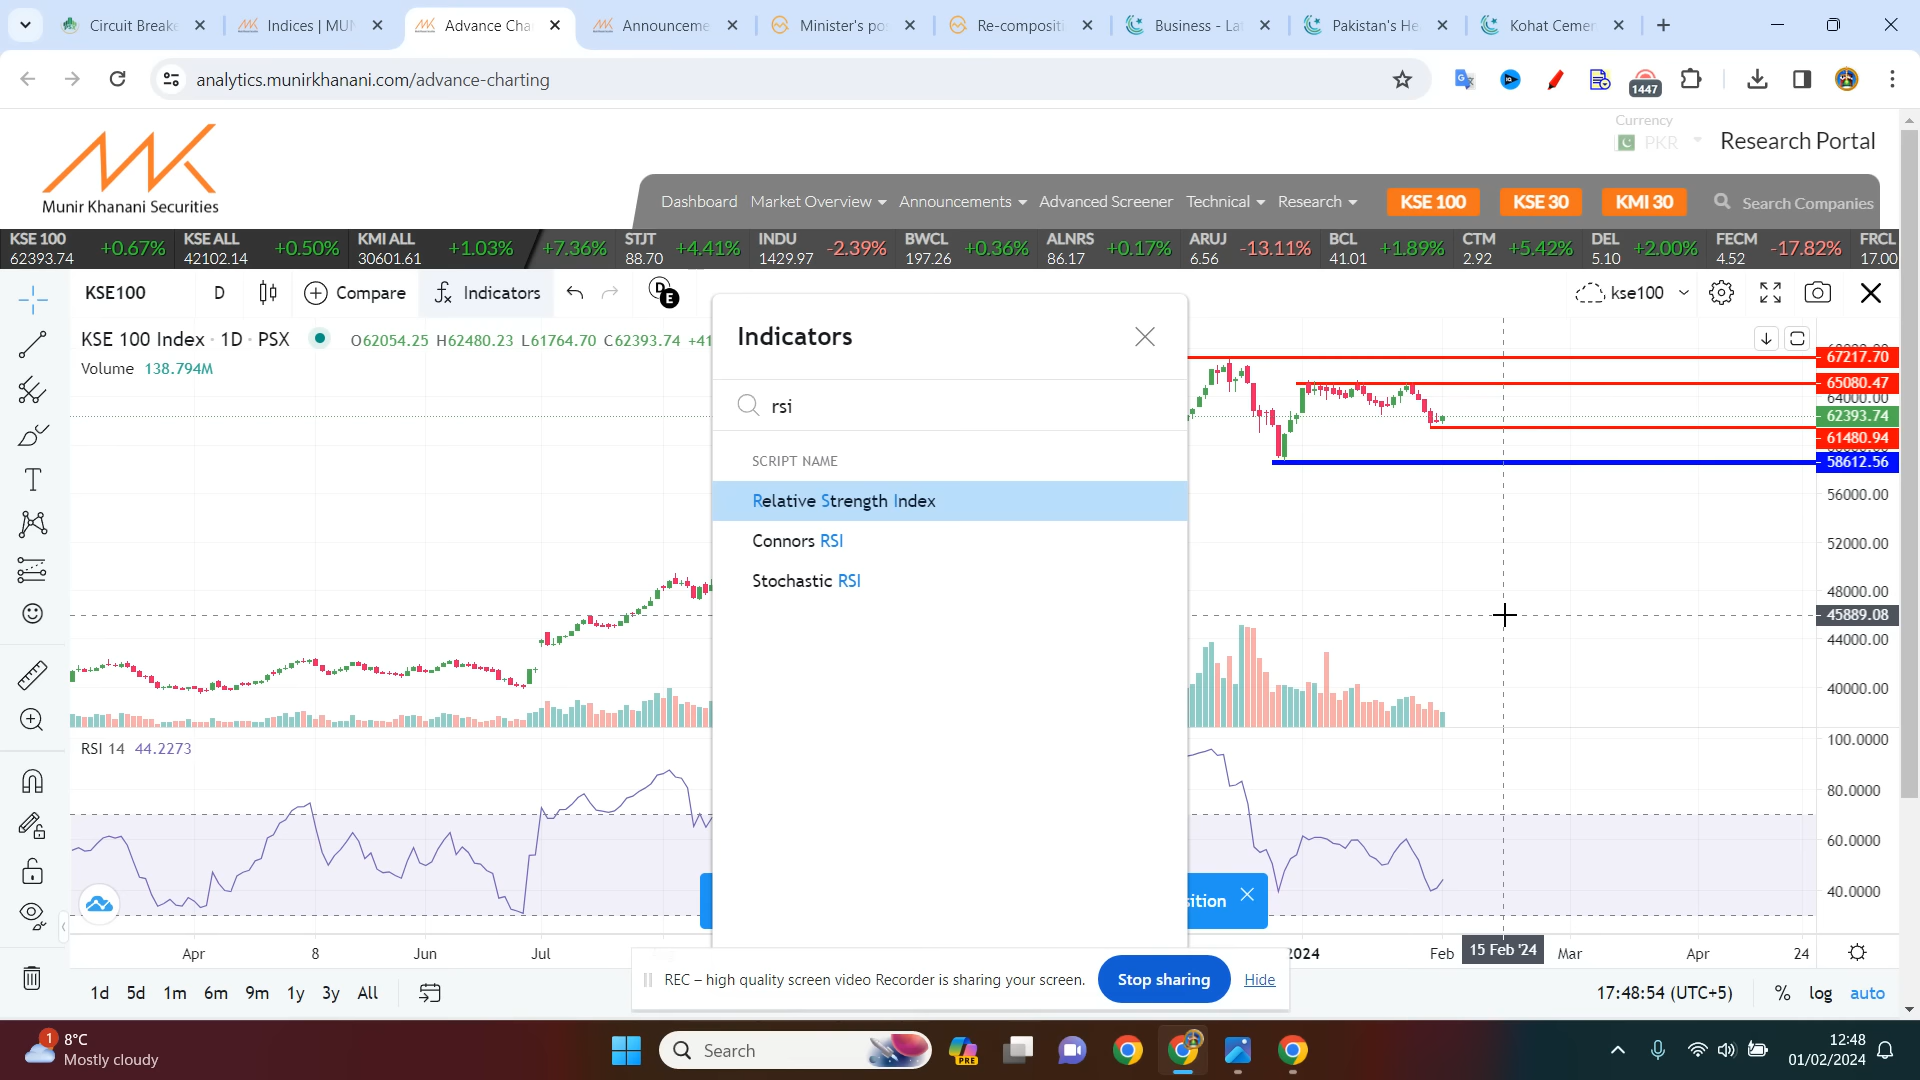 Circuit Breake
Indices | MUN
Advance Cha
Announceme
Minister's po
Re-compositi
Business - La
Pakistan's He
Kohat Cemen
analytics.munirkhanani.com/advance-charting
1447
Munir Khanani Securities
Currency
PKR
Research Portal
Dashboard Market Overview Announcements Advanced Screener Technical Research KSE 100 KSE 30 KMI 30 Search Companies
KSE 100 62393.74 +0.67%
KSE ALL 42102.14 +0.50%
KMI ALL 30601.61 +1.03%
+7.36%
STJT 88.70 +4.41%
INDU 1429.97 -2.39%
BWCL 197.26 +0.36%
ALNRS 86.17 +0.17%
ARUJ 6.56 -13.11%
BCL 41.01 +1.89%
CTM 2.92 +5.42%
DEL 5.10 +2.00%
FECM 4.52 -17.82%
FRCL 17.00
KSE100 D Compare Indicators D E kse100
KSE 100 Index · 1D · PSX O62054.25 H62480.23 L61764.70 C62393.74 +41
Volume 138.794M
Indicators
rsi
SCRIPT NAME
Relative Strength Index
Connors RSI
Stochastic RSI
67217.70
65080.47
64000.00
62393.74
61480.94
58612.56
56000.00
52000.00
48000.00
45889.08
44000.00
40000.00
RSI 14 44.2273
100.0000
80.0000
60.0000
40.0000
sition
Apr 8 Jun Jul 2024 Feb 15 Feb '24 Mar Apr 24
REC – high quality screen video Recorder is sharing your screen. Stop sharing Hide
1d 5d 1m 6m 9m 1y 3y All
17:48:54 (UTC+5) % log auto
1
8°C
Mostly cloudy
Search
PRE
12:48
01/02/2024